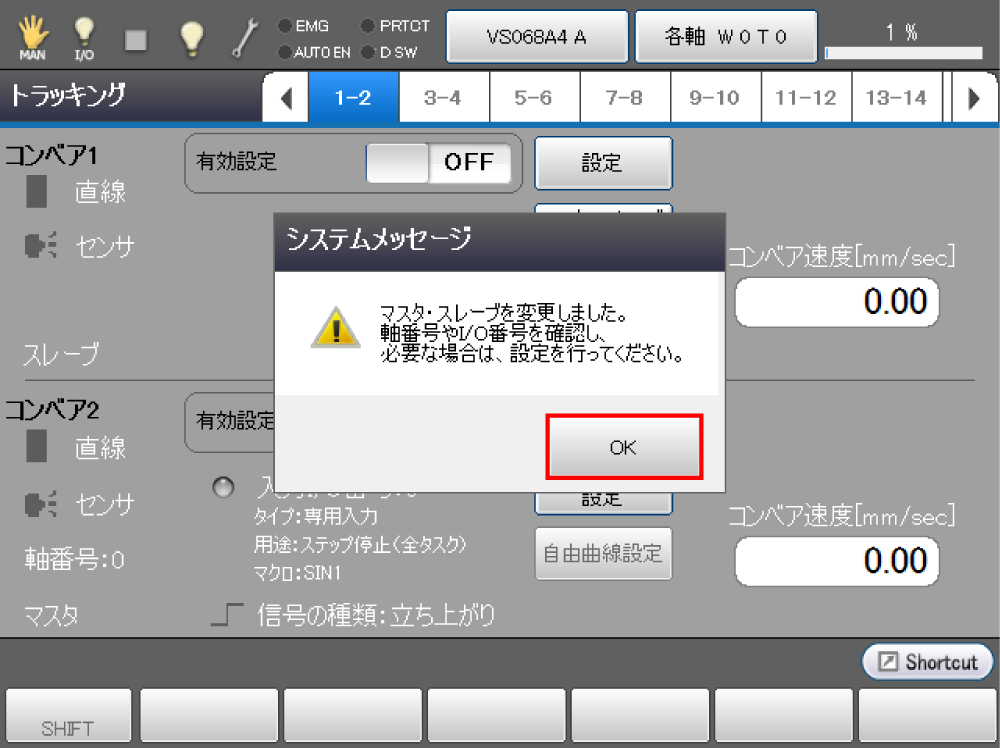 MAN
I/O
EMG
PRTCT
AUTO EN
D SW
VS068A4 A
各軸 W0T0
1 %
トラッキング
1-2
3-4
5-6
7-8
9-10
11-12
13-14
コンベア1
有効設定
OFF
設定
直線
センサ
システムメッセージ
コンベア速度[mm/sec]
0.00
マスタ・スレーブを変更しました。
軸番号やI/O番号を確認し、
必要な場合は、設定を行ってください。
スレーブ
コンベア2
有効設定
OK
直線
センサ
設定
タイプ:専用入力
コンベア速度[mm/sec]
用途:ステップ停止(全タスク)
自由曲線設定
0.00
軸番号:0
マクロ:SIN1
マスタ
信号の種類:立ち上がり
Shortcut
SHIFT